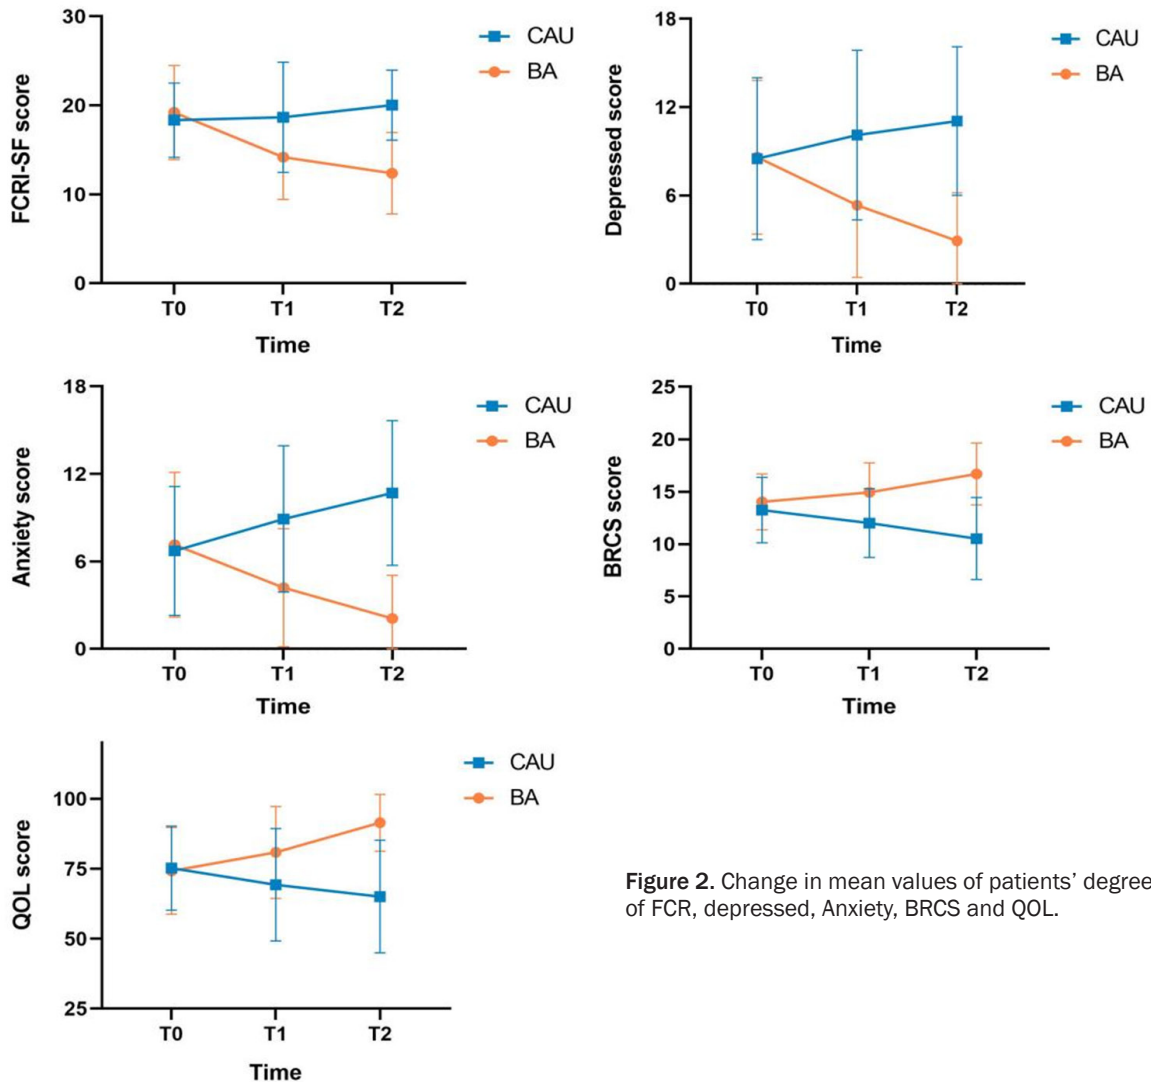 FCRI-SF score
30
20
10
0
T0 T1 T2
Time
CAU
BA
Depressed score
18
12
6
0
T0 T1 T2
Time
CAU
BA
Anxiety score
18
12
6
0
T0 T1 T2
Time
CAU
BA
BRCS score
25
20
15
10
5
0
T0 T1 T2
Time
CAU
BA
QOL score
100
75
50
25
T0 T1 T2
Time
CAU
BA
Figure 2. Change in mean values of patients' degree
of FCR, depressed, Anxiety, BRCS and QOL.